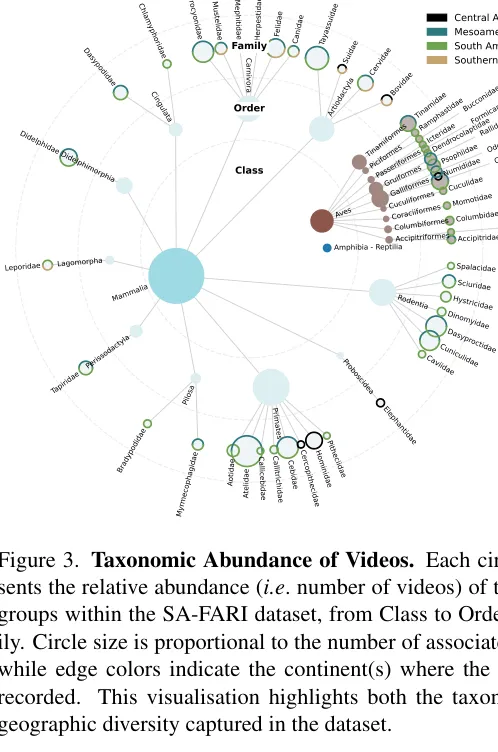 Central A
Mesoame
South An
Southern
Family
Order
Class
Chlamyphoridae
Procyonidae
Mustelidae
Mephitidae
Herpestidae
Felidae
Canidae
Tayassuidae
Suidae
Cervidae
Bovidae
Carnivora
Artiodactyla
Dasypodidae
Cingulata
Didelphidae
Didelphimorphia
Leporidae
Lagomorpha
Mammalia
Tapiridae
Perissodactyla
Pilosa
Bradypodidae
Myrmecophagidae
Primates
Aotidae
Atelidae
Callicebidae
Callitrichidae
Cebidae
Cercopithecidae
Hominidae
Pitheciidae
Proboscidea
Elephantidae
Rodentia
Spalacidae
Sciuridae
Hystricidae
Dinomyidae
Dasyproctidae
Cuniculidae
Caviidae
Aves
Amphibia - Reptilia
Tinamiformes
Piciformes
Passeriformes
Gruiformes
Galliformes
Cuculiformes
Coraciiformes
Columbiformes
Accipitriformes
Tinamidae
Ramphastidae
Bucconidae
Icteridae
Formicar
Dendrocolaptidae
Rallid
Psophiidae
Odo
Numididae
Cuculidae
Momotidae
Columbidae
Accipitridae
Figure 3. Taxonomic Abundance of Videos. Each cir
sents the relative abundance (i.e. number of videos) of t
groups within the SA-FARI dataset, from Class to Orde
ily. Circle size is proportional to the number of associate
while edge colors indicate the continent(s) where the
recorded. This visualisation highlights both the taxon
geographic diversity captured in the dataset.